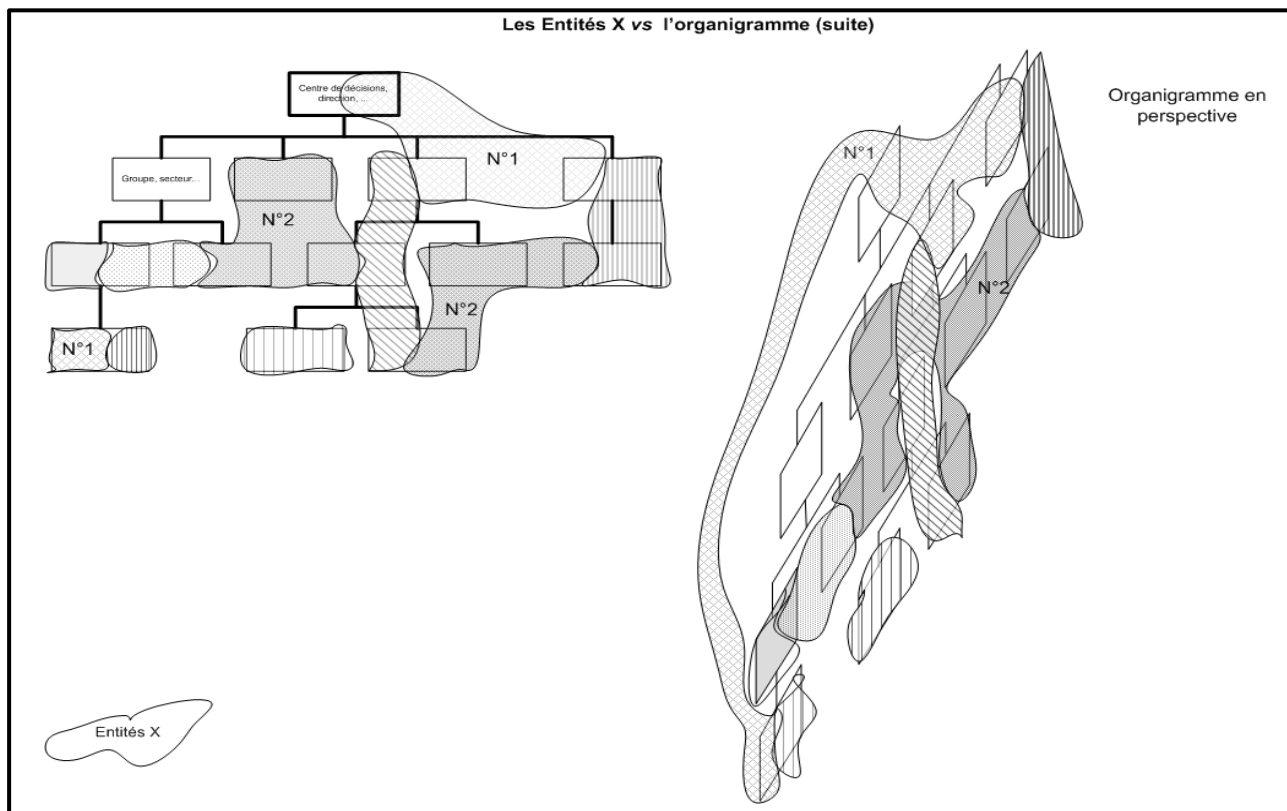 Les Entités X vs l'organigramme (suite)
Centre de décisions,
direction, ...
Organigramme en
perspective
N°1
N°1
Groupe, secteur...
N°2
N°2
N°2
N°1
Entités X